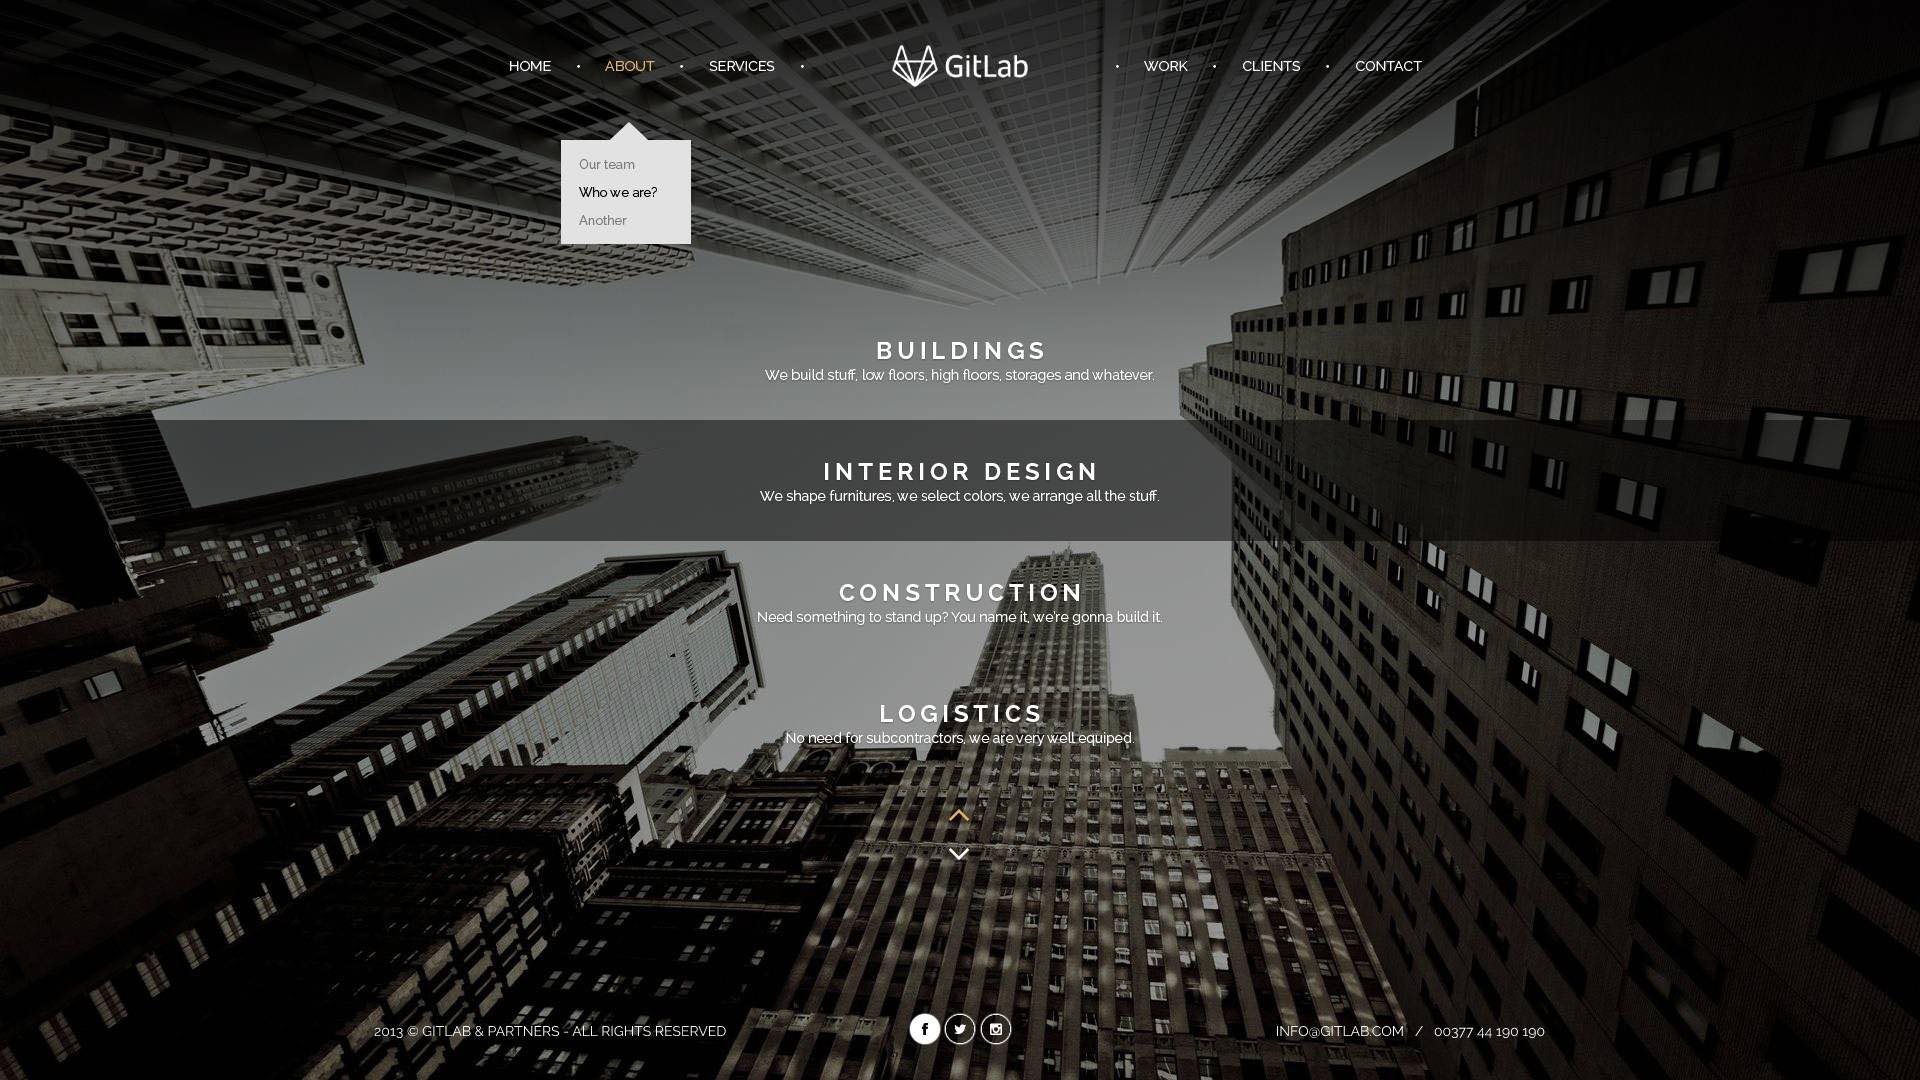 HOME • ABOUT • SERVICES • GitLab • WORK • CLIENTS • CONTACT
Our team
Who we are?
Another
BUILDINGS
We build stuff, low floors, high floors, storages and whatever.
INTERIOR DESIGN
We shape furnitures, we select colors, we arrange all the stuff.
CONSTRUCTION
Need something to stand up? You name it, we're gonna build it.
LOGISTICS
No need for subcontractors, we are very well equiped.
2013 © GITLAB & PARTNERS - ALL RIGHTS RESERVED
INFO@GITLAB.COM / 00377 44 190 190